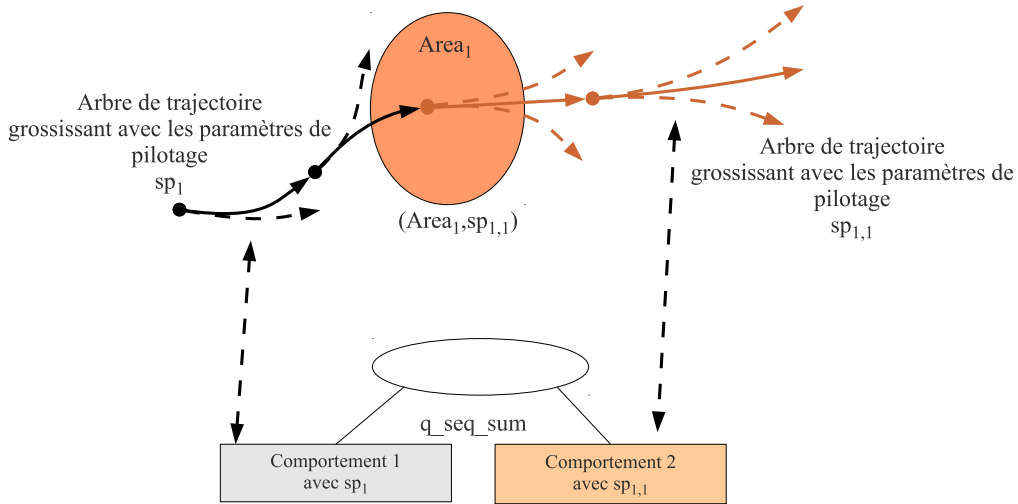 Area₁
Arbre de trajectoire
grossissant avec les paramètres de
pilotage
sp₁
(Area₁,sp₁,₁)
Arbre de trajectoire
grossissant avec les paramètres de
pilotage
sp₁,₁
q_seq_sum
Comportement 1
avec sp₁
Comportement 2
avec sp₁,₁